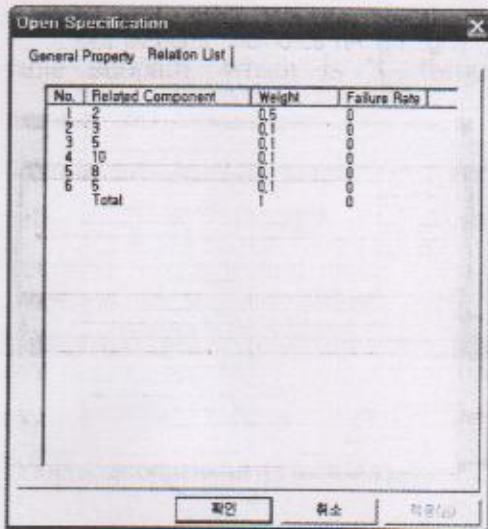 Open Specification
General Property Relation List
No. Related Component Weight Failure Rate
1 2 0,5 0
2 3 0,1 0
3 5 0,1 0
4 10 0,1 0
5 8 0,1 0
6 5 0,1 0
Total 1 0
확인 취소